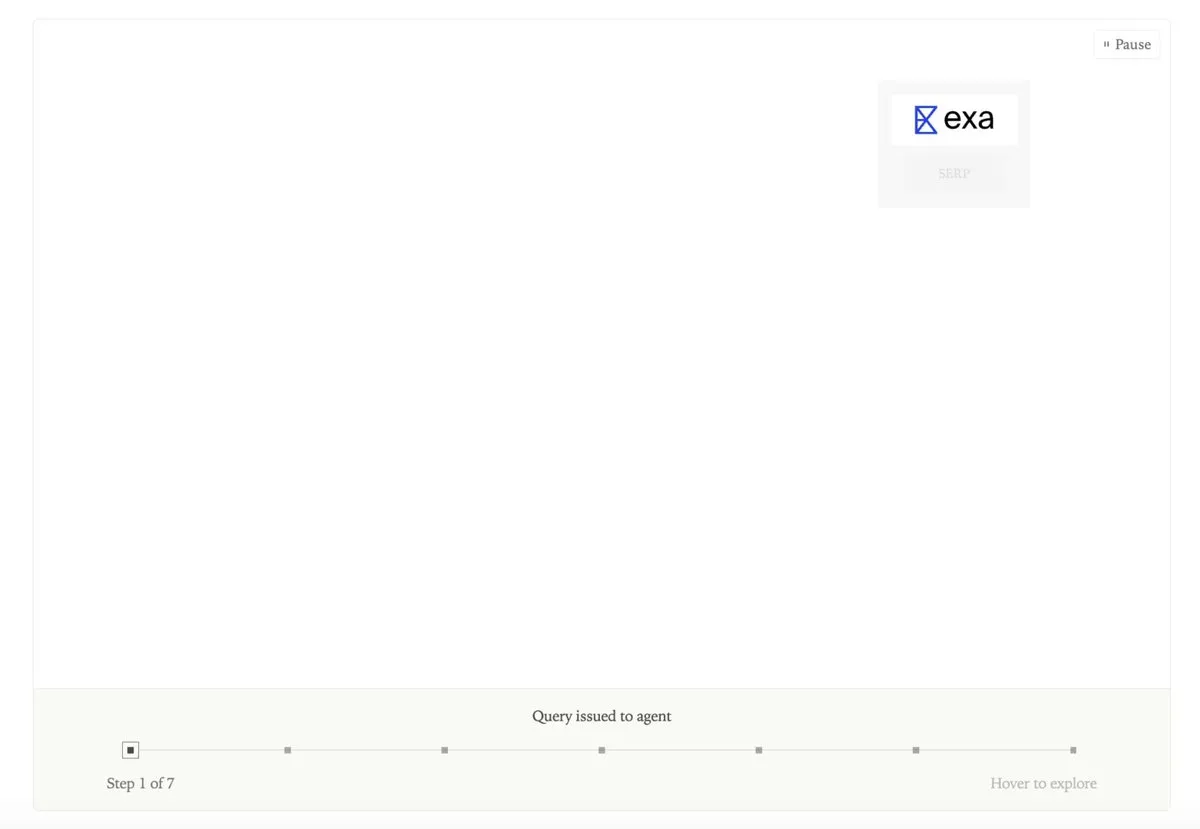 Pause
exa
SERP
Query issued to agent
Step 1 of 7
Hover to explore